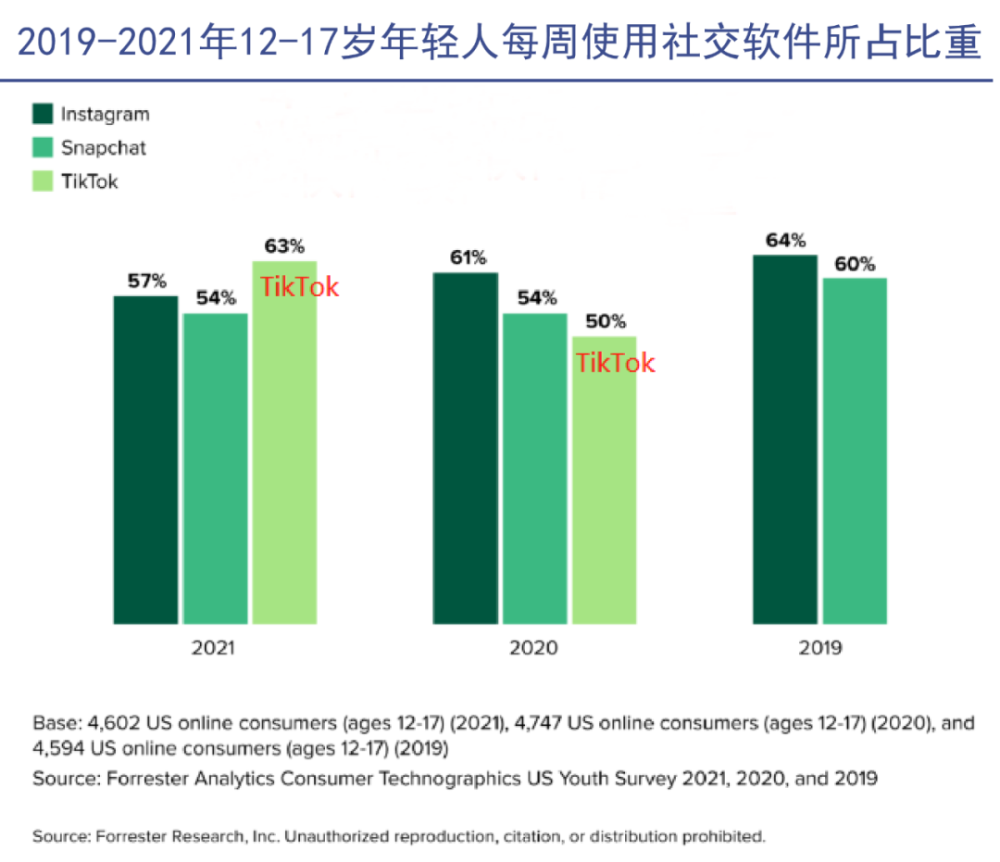 2019-2021年12-17岁年轻人每周使用社交软件所占比重
Instagram
Snapchat
TikTok
57%
54%
63%
TikTok
61%
54%
50%
TikTok
64%
60%
2021
2020
2019
Base: 4,602 US online consumers (ages 12-17) (2021), 4,747 US online consumers (ages 12-17) (2020), and
4,594 US online consumers (ages 12-17) (2019)
Source: Forrester Analytics Consumer Technographics US Youth Survey 2021, 2020, and 2019
Source: Forrester Research, Inc. Unauthorized reproduction, citation, or distribution prohibited.